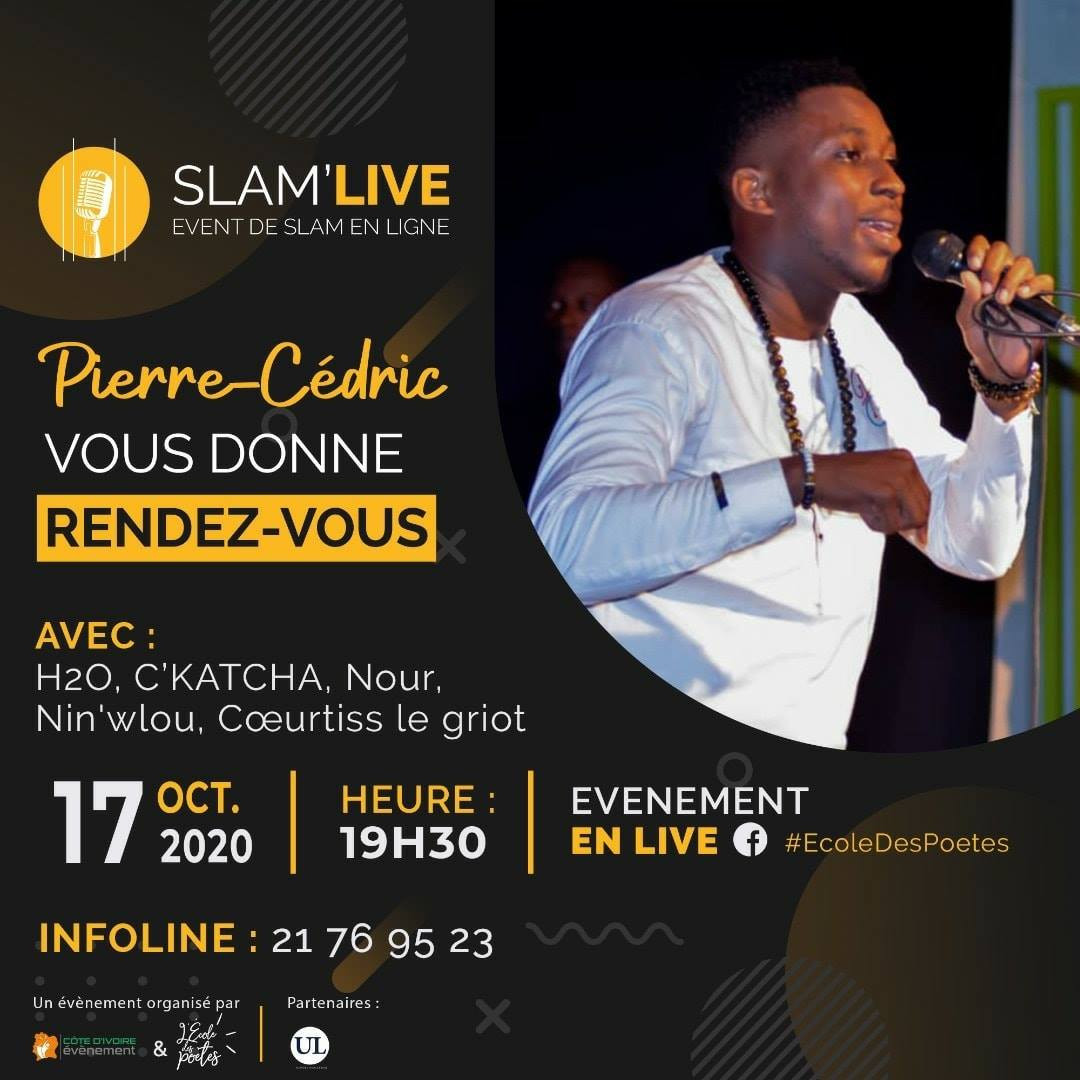 SLAM'LIVE
EVENT DE SLAM EN LIGNE
Pierre-Cédric
VOUS DONNE
RENDEZ-VOUS
AVEC :
H2O, C'KATCHA, Nour,
Nin'wlou, Cœurtiss le griot
17 OCT. 2020
HEURE :
19H30
EVENEMENT
EN LIVE #EcoleDesPoetes
INFOLINE : 21 76 95 23
Un évènement organisé par
Partenaires :
CÔTE D'IVOIRE
évènement
&
L'Ecole
des
poètes
UL